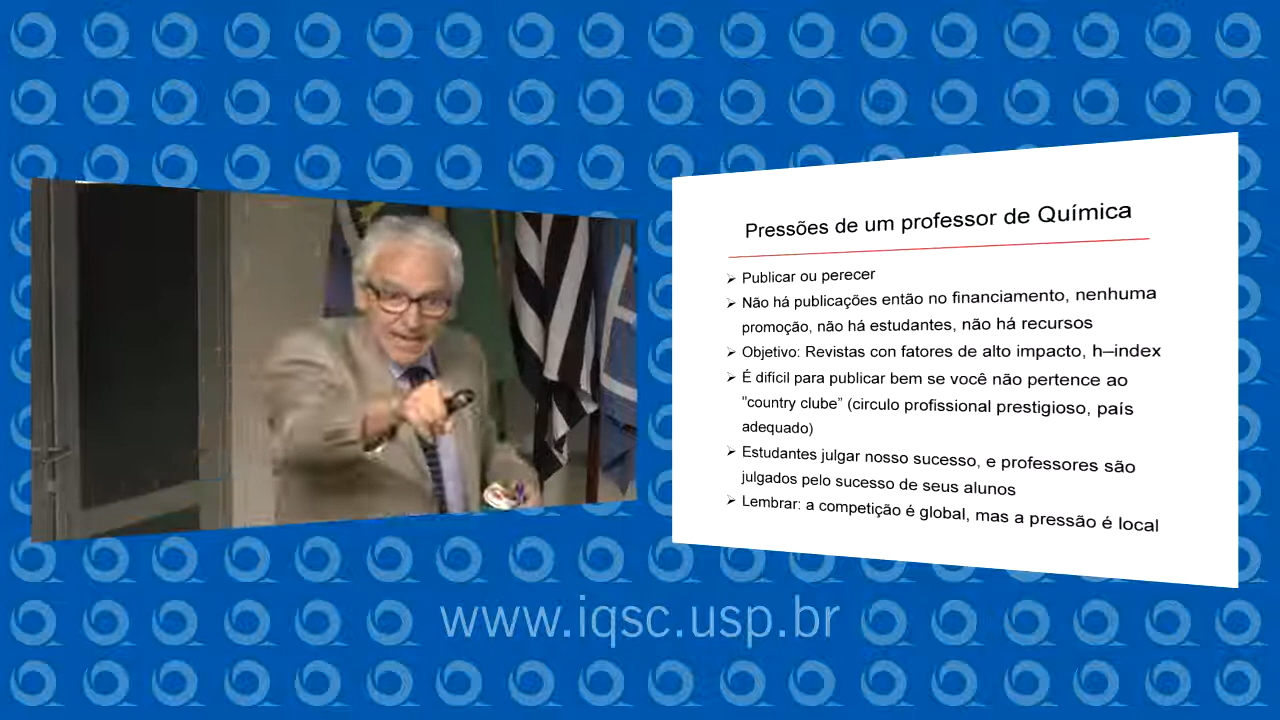 Pressões de um professor de Química
Publicar ou perecer
Não há publicações então no financiamento, nenhuma
promoção, não há estudantes, não há recursos
Objetivo: Revistas con fatores de alto impacto, h–index
É difícil para publicar bem se você não pertence ao
"country clube” (circulo profissional prestigioso, país
adequado)
Estudantes julgar nosso sucesso, e professores são
julgados pelo sucesso de seus alunos
Lembrar: a competição é global, mas a pressão é local
www.iqsc.usp.br